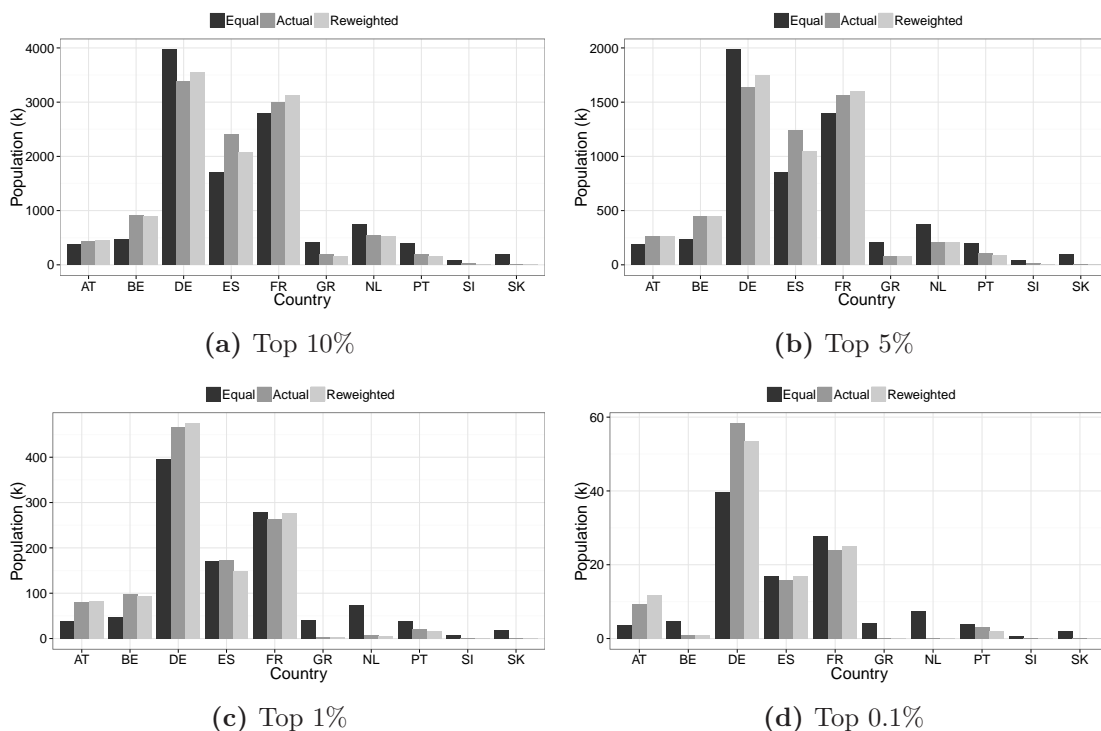 Equal Actual Reweighted
Population (k)
4000
3000
2000
1000
0
AT BE DE ES FR GR NL PT SI SK
Country
(a) Top 10%
Equal Actual Reweighted
Population (k)
2000
1500
1000
500
0
AT BE DE ES FR GR NL PT SI SK
Country
(b) Top 5%
Equal Actual Reweighted
Population (k)
400
300
200
100
0
AT BE DE ES FR GR NL PT SI SK
Country
(c) Top 1%
Equal Actual Reweighted
Population (k)
60
40
20
0
AT BE DE ES FR GR NL PT SI SK
Country
(d) Top 0.1%